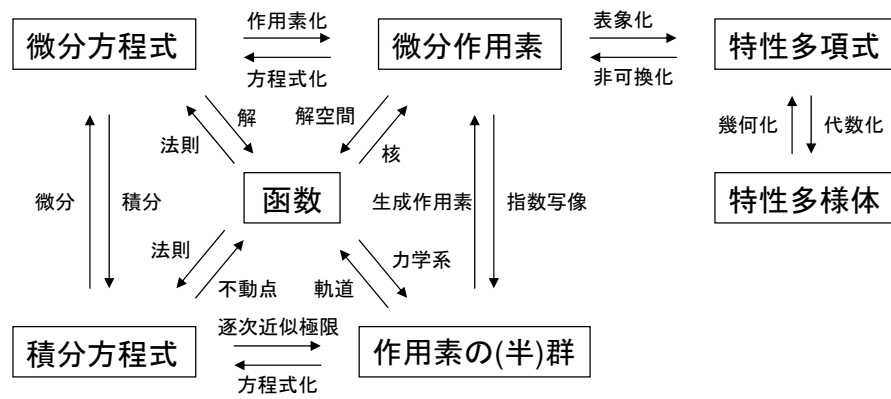 作用素化
表象化
微分方程式
微分作用素
特性多項式
方程式化
非可換化
解
解空間
幾何化
代数化
法則
核
微分
積分
函数
生成作用素
指数写像
特性多様体
法則
力学系
不動点
軌道
積分方程式
逐次近似極限
作用素の(半)群
方程式化